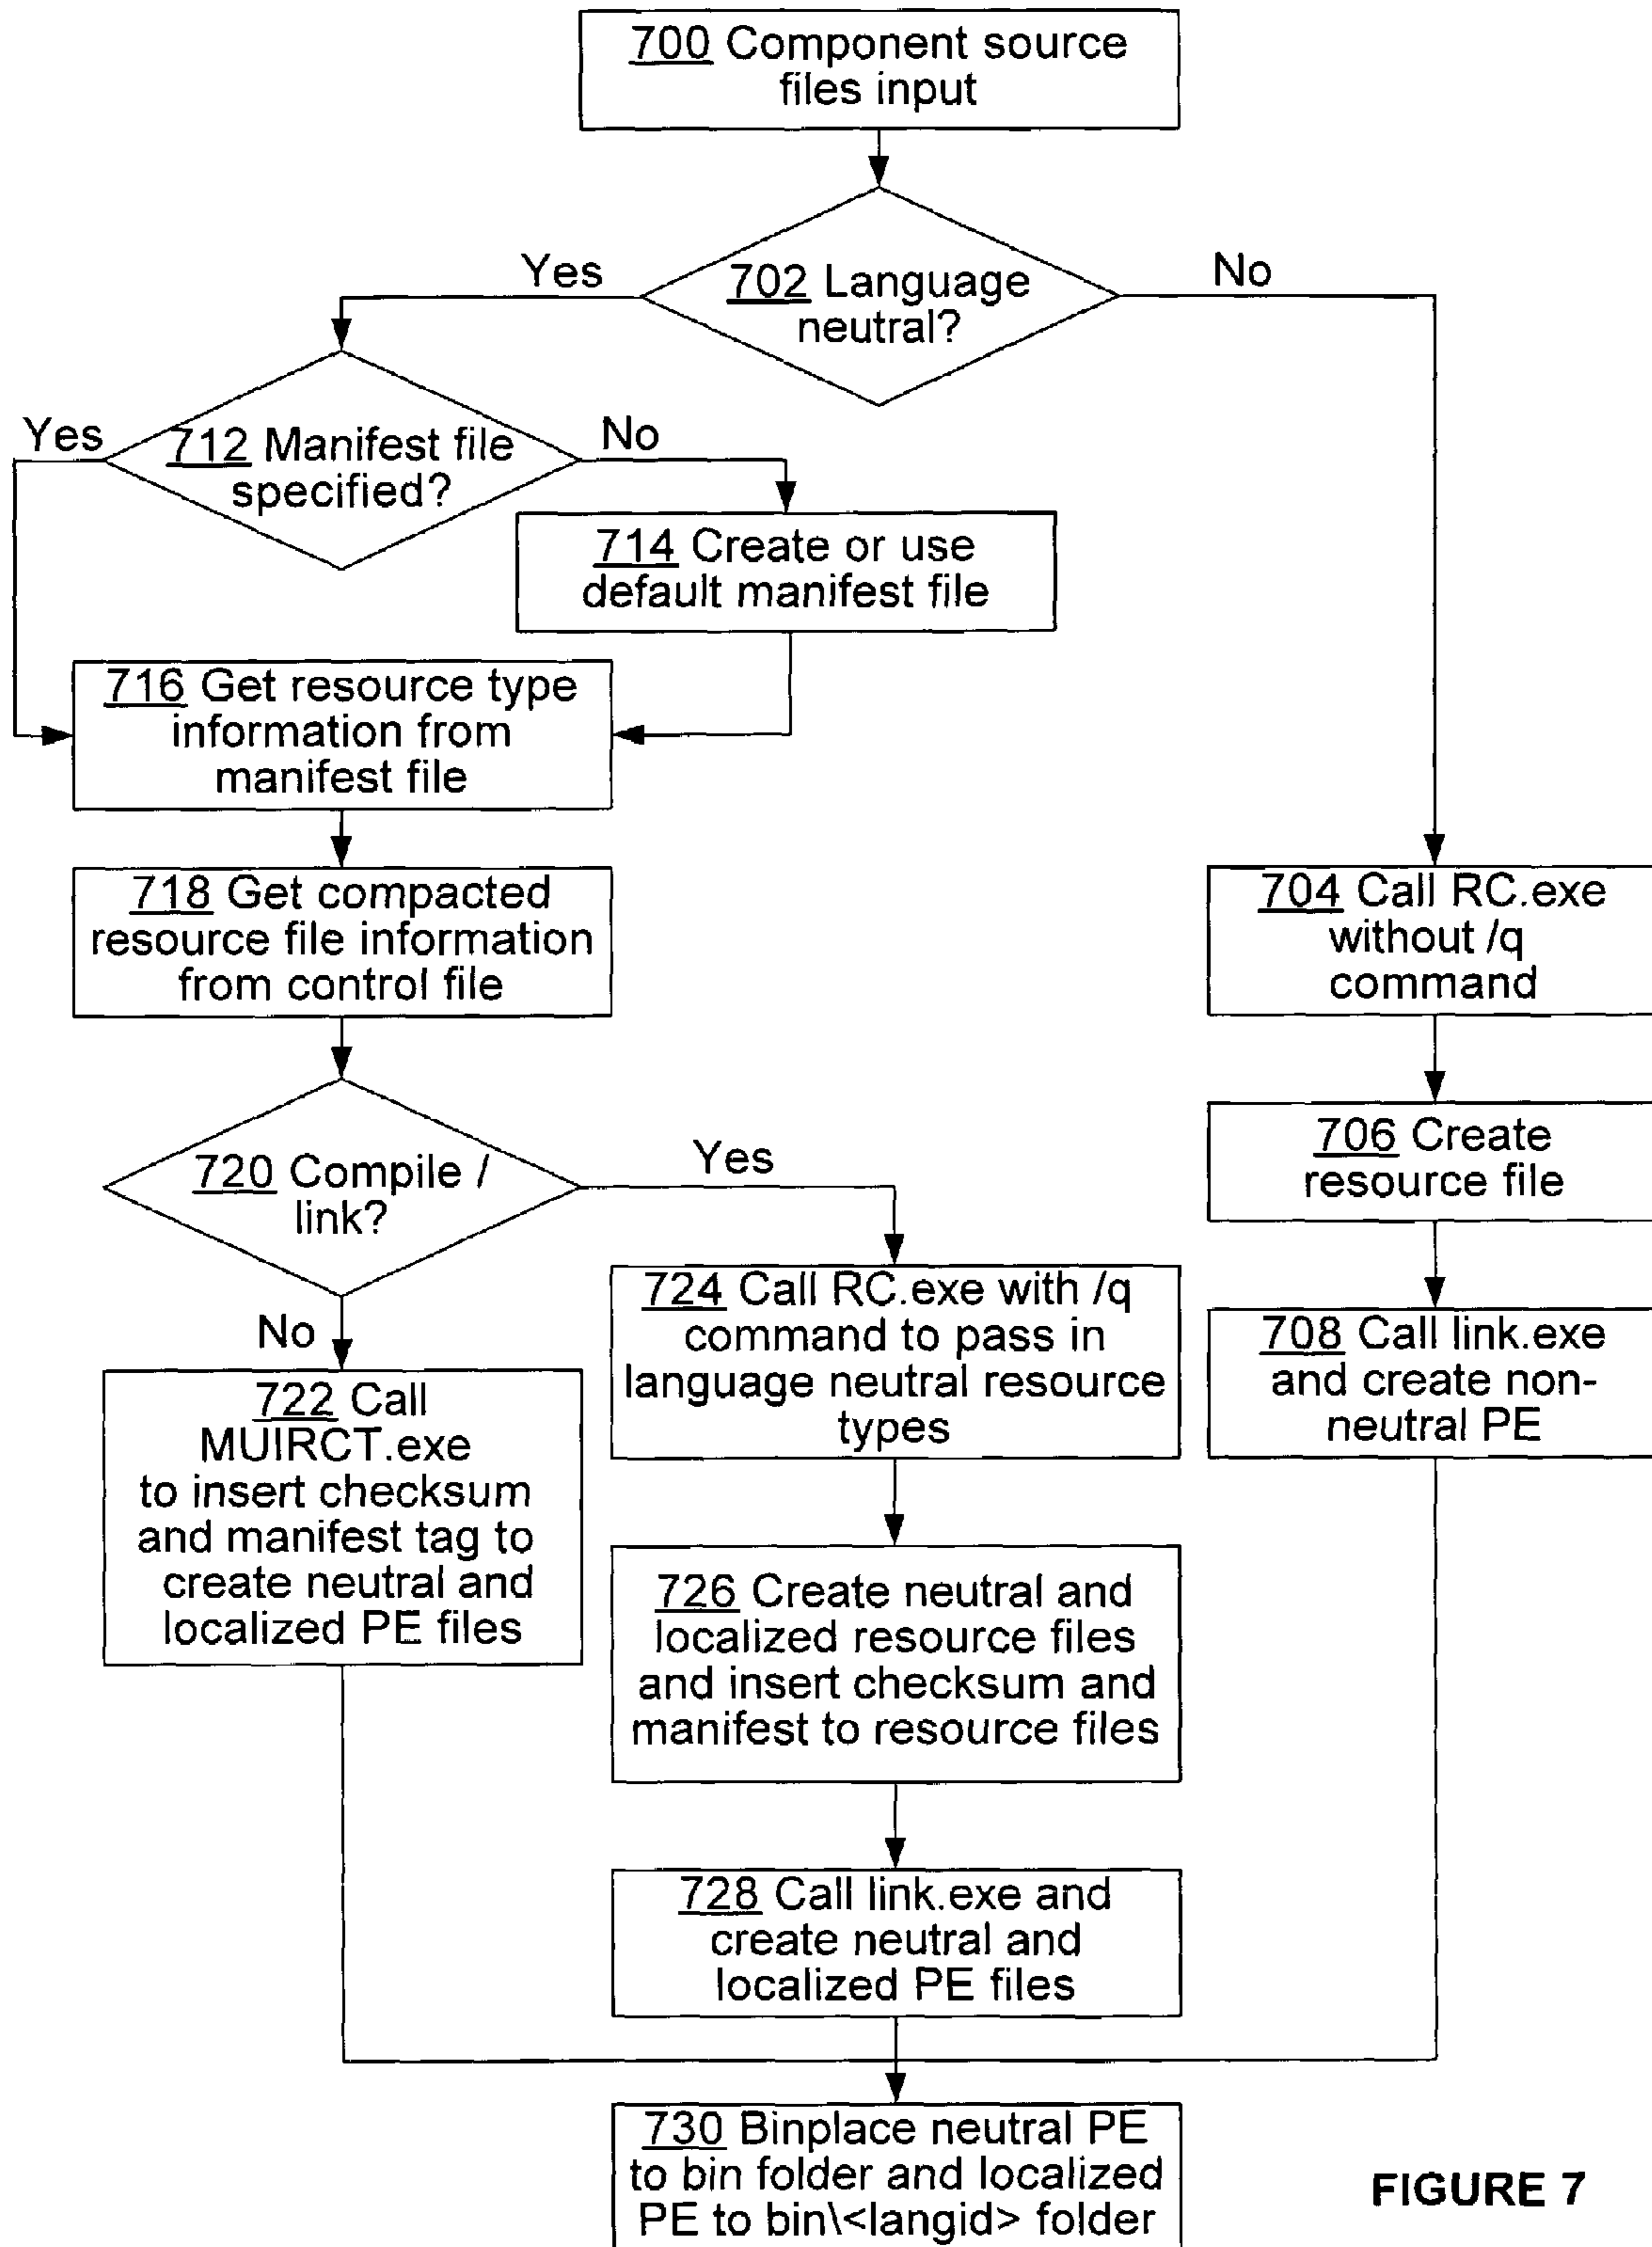 700 Component source
files input
Yes
702 Language
neutral?
No
Yes
712 Manifest file
specified?
No
714 Create or use
default manifest file
716 Get resource type
information from
manifest file
718 Get compacted
resource file information
from control file
704 Call RC.exe
without /q
command
706 Create
resource file
720 Compile /
link?
Yes
No
724 Call RC.exe with /q
command to pass in
language neutral resource
types
708 Call link.exe
and create non-
neutral PE
722 Call
MUIRCT.exe
to insert checksum
and manifest tag to
create neutral and
localized PE files
726 Create neutral and
localized resource files
and insert checksum and
manifest to resource files
728 Call link.exe and
create neutral and
localized PE files
730 Binplace neutral PE
to bin folder and localized
PE to bin\<langid> folder
FIGURE 7